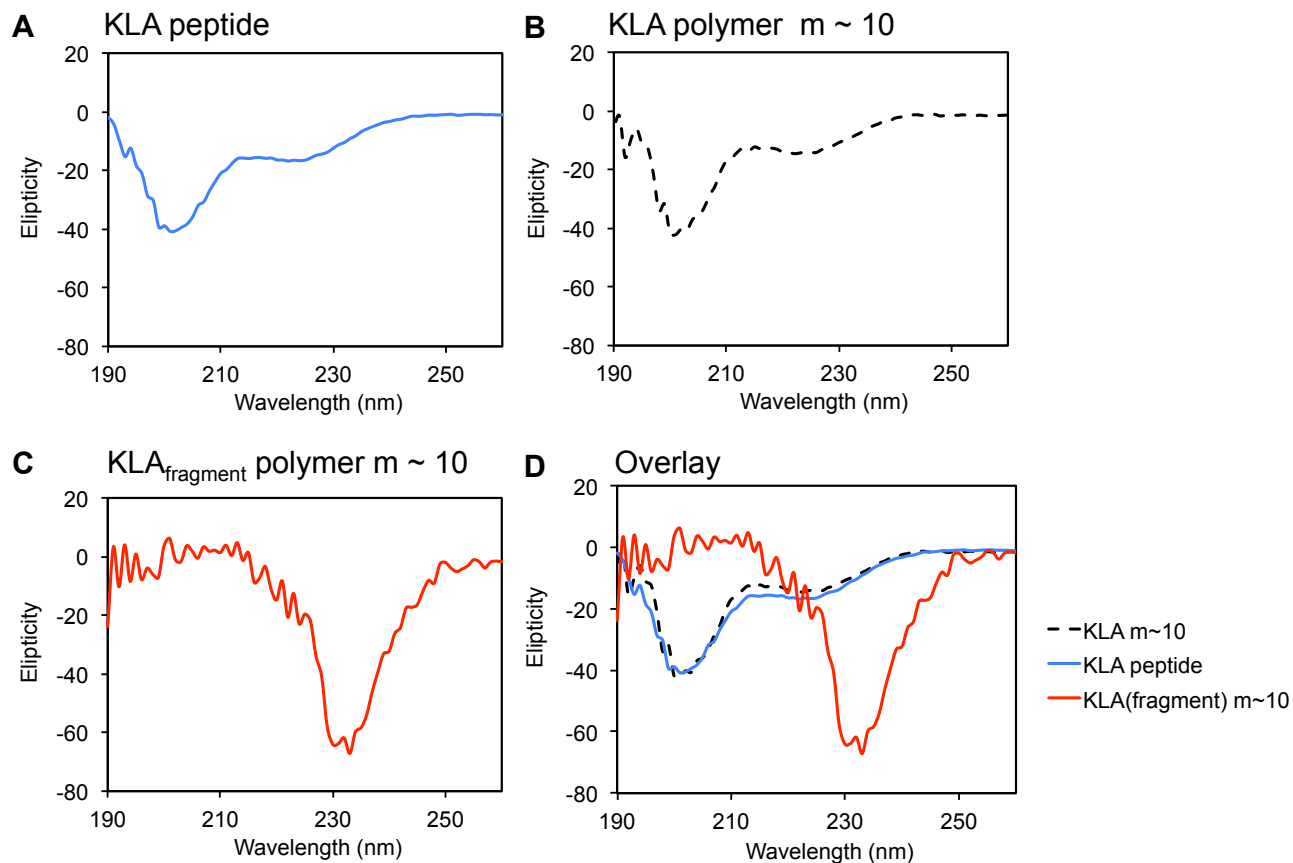 A KLA peptide
20
0
-20
-40
-60
-80
Elipticity
190 210 230 250
Wavelength (nm)
B KLA polymer m ~ 10
20
0
-20
-40
-60
-80
Elipticity
190 210 230 250
Wavelength (nm)
C KLAfragment polymer m ~ 10
20
0
-20
-40
-60
-80
Elipticity
190 210 230 250
Wavelength (nm)
D Overlay
20
0
-20
-40
-60
-80
Elipticity
190 210 230 250
Wavelength (nm)
KLA m~10
KLA peptide
KLA(fragment) m~10